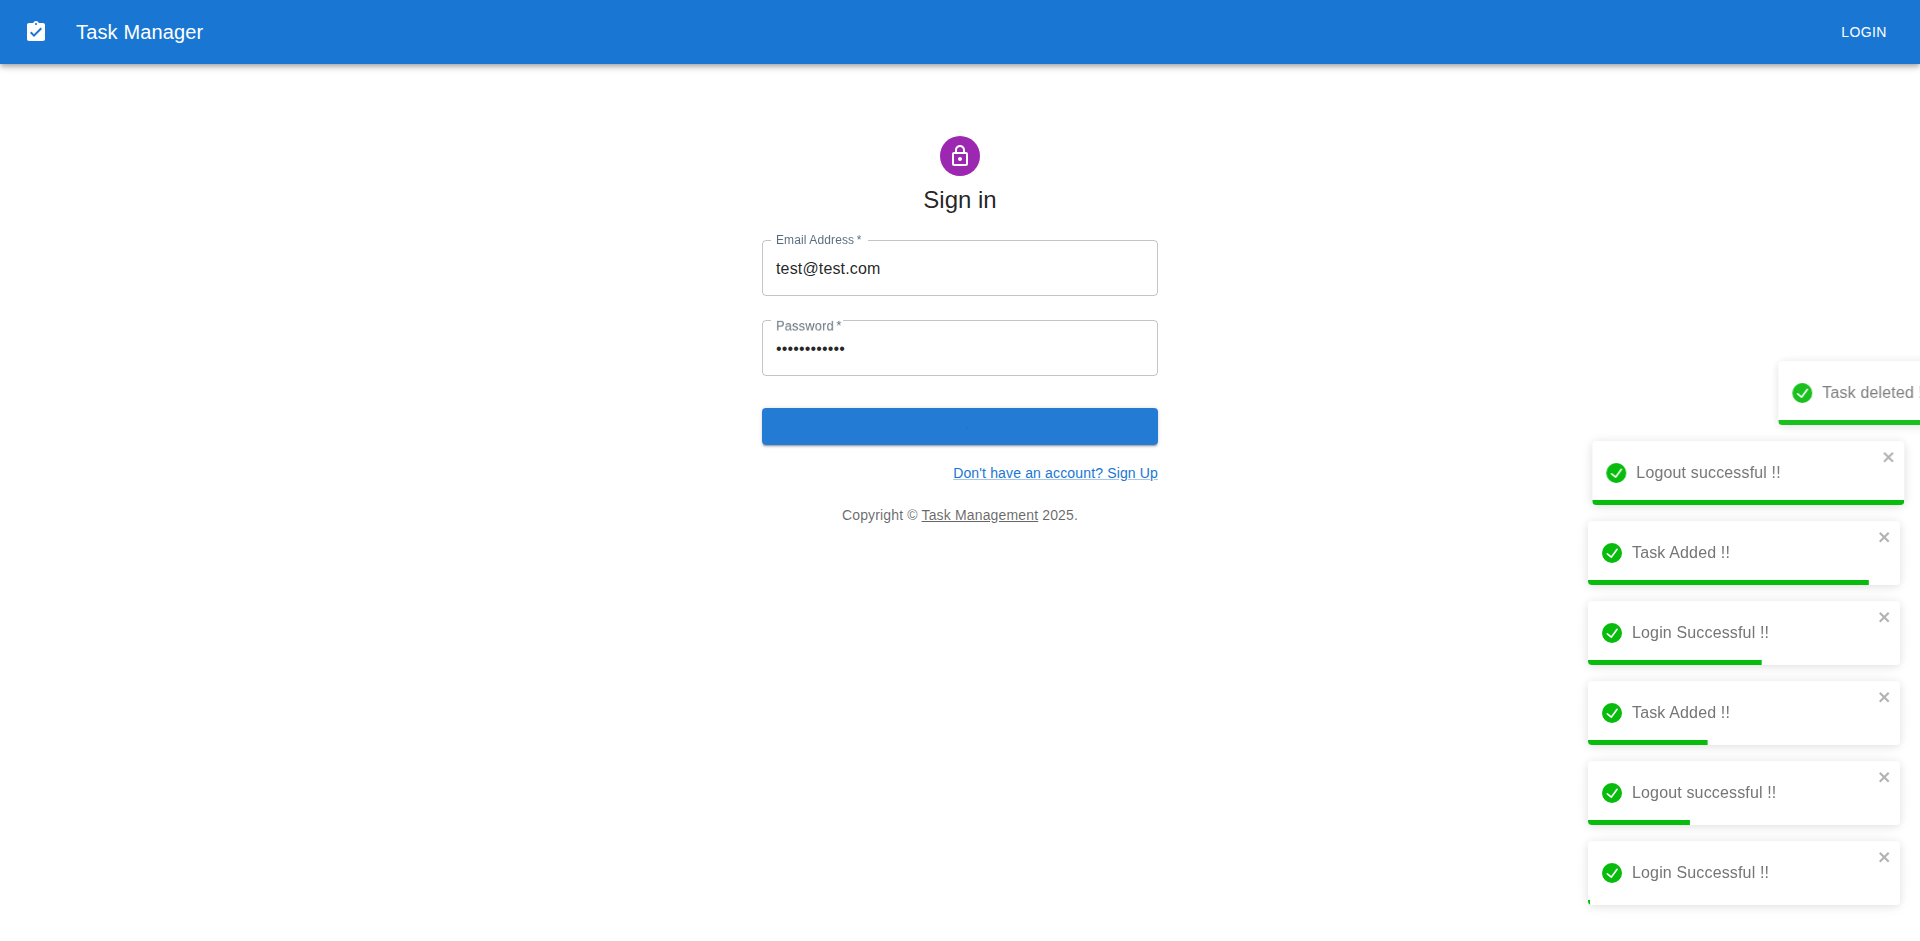 Task Manager
LOGIN
Sign in
Email Address *
test@test.com
Password *
••••••••••••
Don't have an account? Sign Up
Copyright © Task Management 2025.
Task deleted !
Logout successful !!
Task Added !!
Login Successful !!
Task Added !!
Logout successful !!
Login Successful !!